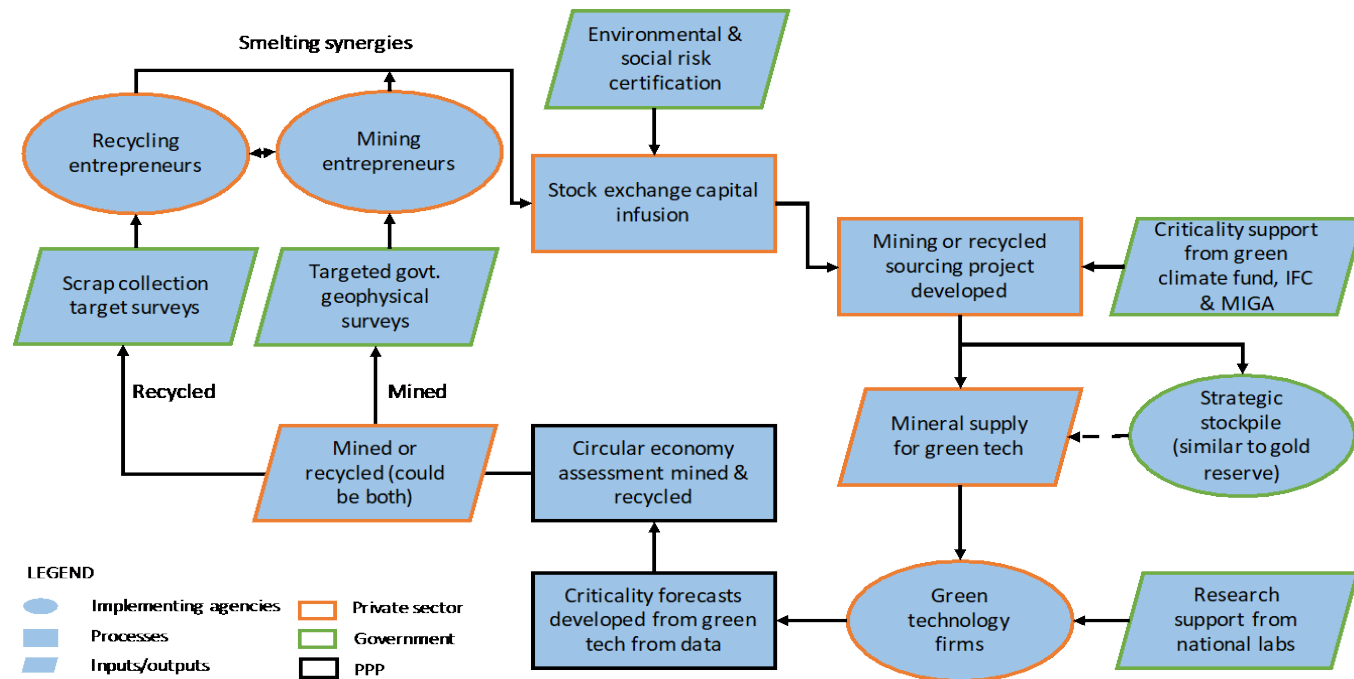 Smelting synergies
Environmental &
social risk
certification
Recycling
entrepreneurs
Mining
entrepreneurs
Stock exchange capital
infusion
Scrap collection
target surveys
Targeted govt.
geophysical
surveys
Mining or recycled
sourcing project
developed
Criticality support
from green
climate fund, IFC
& MIGA
Recycled
Mined
Mined or
recycled (could
be both)
Circular economy
assessment mined &
recycled
Mineral supply
for green tech
Strategic
stockpile
(similar to gold
reserve)
Criticality forecasts
developed from green
tech from data
Green
technology
firms
Research
support from
national labs
LEGEND
Implementing agencies
Processes
Inputs/outputs
Private sector
Government
PPP